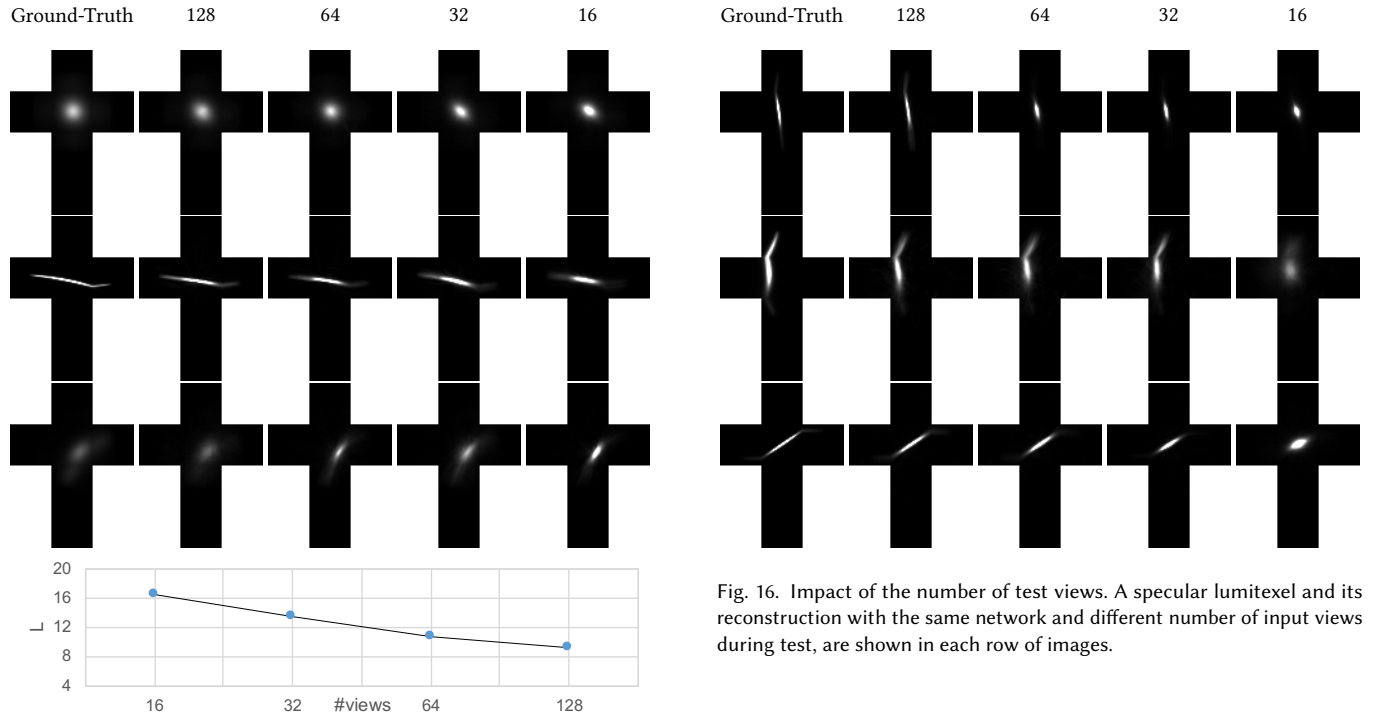 Ground-Truth 128 64 32 16
20
16
12
8
4
L
16 32 #views 64 128
Ground-Truth 128 64 32 16
Fig. 16. Impact of the number of test views. A specular lumitexel and its
reconstruction with the same network and different number of input views
during test, are shown in each row of images.